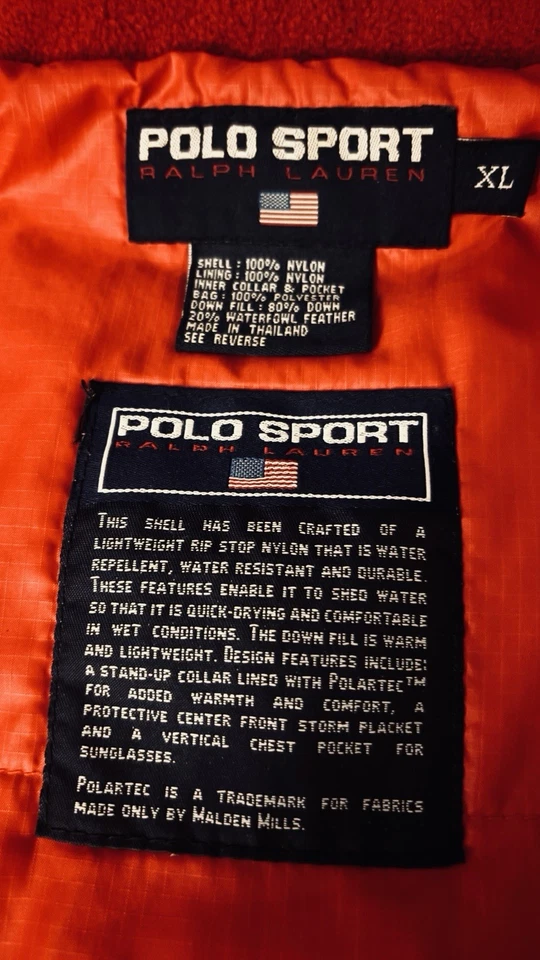 POLO SPORT
RALPH LAUREN
XL
SHELL : 100% NYLON
LINING : 100% NYLON
INNER COLLAR & POCKET
BAG : 100% POLYESTER
DOWN FILL : 80% DOWN
20% WATERFOWL FEATHER
MADE IN THAILAND
SEE REVERSE
POLO SPORT
RALPH LAUREN
THIS SHELL HAS BEEN CRAFTED OF A
LIGHTWEIGHT RIP STOP NYLON THAT IS WATER
REPELLENT, WATER RESISTANT AND DURABLE.
THESE FEATURES ENABLE IT TO SHED WATER
SO THAT IT IS QUICK-DRYING AND COMFORTABLE
IN WET CONDITIONS. THE DOWN FILL IS WARM
AND LIGHTWEIGHT. DESIGN FEATURES INCLUDE:
A STAND-UP COLLAR LINED WITH POLARTEC™
FOR ADDED WARMTH AND COMFORT, A
PROTECTIVE CENTER FRONT STORM PLACKET
AND A VERTICAL CHEST POCKET FOR
SUNGLASSES.
POLARTEC IS A TRADEMARK FOR FABRICS
MADE ONLY BY MALDEN MILLS.